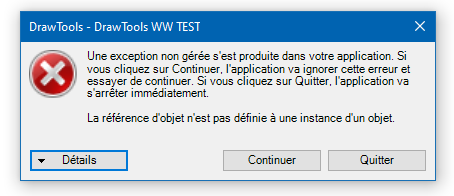 DrawTools - DrawTools WW TEST
Une exception non gérée s'est produite dans votre application. Si
vous cliquez sur Continuer, l'application va ignorer cette erreur et
essayer de continuer. Si vous cliquez sur Quitter, l'application va
s'arrêter immédiatement.
La référence d'objet n'est pas définie à une instance d'un objet.
Détails Continuer Quitter